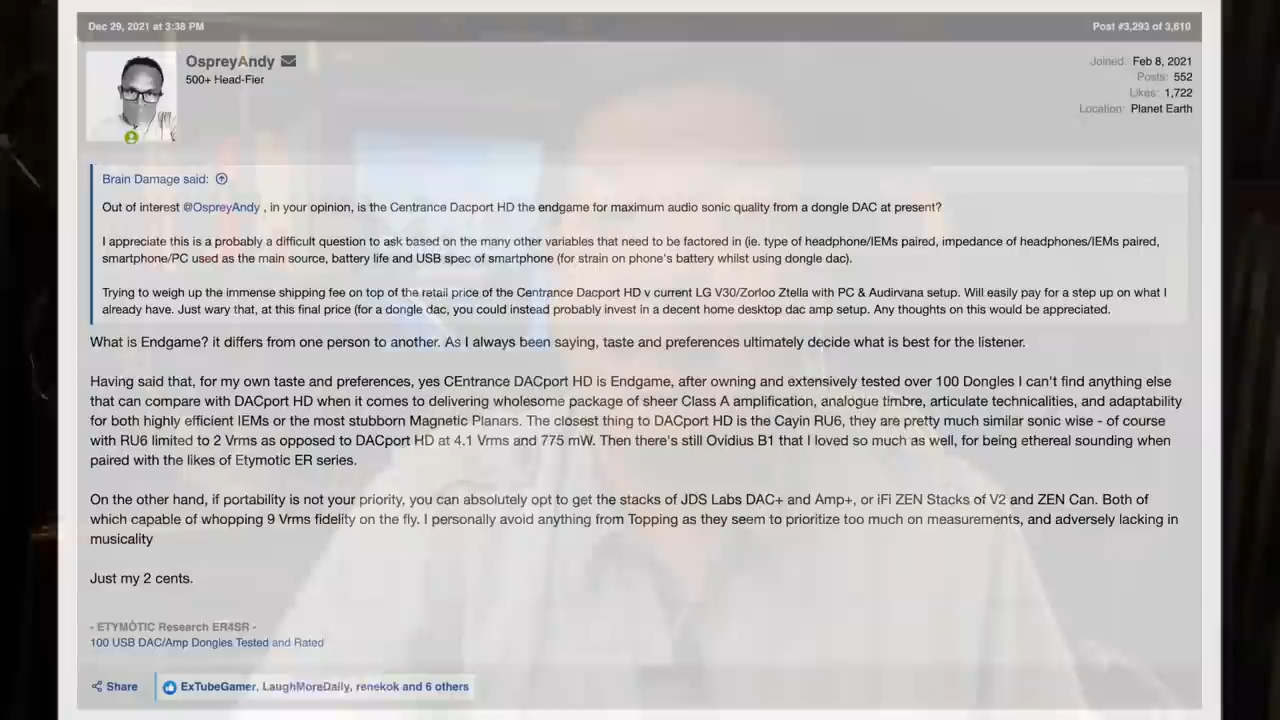 Dec 29, 2021 at 3:38 PM
Post #3,293 of 3,610
OspreyAndy
500+ Head-Fier
Joined: Feb 8, 2021
Posts: 552
Likes: 1,722
Location: Planet Earth
Brain Damage said:
Out of interest @OspreyAndy , in your opinion, is the Centrance Dacport HD the endgame for maximum audio sonic quality from a dongle DAC at present?
I appreciate this is a probably a difficult question to ask based on the many other variables that need to be factored in (ie. type of headphone/IEMs paired, impedance of headphones/IEMs paired,
smartphone/PC used as the main source, battery life and USB spec of smartphone (for strain on phone's battery whilst using dongle dac).
Trying to weigh up the immense shipping fee on top of the retail price of the Centrance Dacport HD v current LG V30/Zorloo Ztella with PC & Audirvana setup. Will easily pay for a step up on what I
already have. Just wary that, at this final price (for a dongle dac, you could instead probably invest in a decent home desktop dac amp setup. Any thoughts on this would be appreciated.
What is Endgame? it differs from one person to another. As I always been saying, taste and preferences ultimately decide what is best for the listener.
Having said that, for my own taste and preferences, yes CEntrance DACport HD is Endgame, after owning and extensively tested over 100 Dongles I can't find anything else
that can compare with DACport HD when it comes to delivering wholesome package of sheer Class A amplification, analogue timbre, articulate technicalities, and adaptability
for both highly efficient IEMs or the most stubborn Magnetic Planars. The closest thing to DACport HD is the Cayin RU6, they are pretty much similar sonic wise - of course
with RU6 limited to 2 Vrms as opposed to DACport HD at 4.1 Vrms and 775 mW. Then there's still Ovidius B1 that I loved so much as well, for being ethereal sounding when
paired with the likes of Etymotic ER series.
On the other hand, if portability is not your priority, you can absolutely opt to get the stacks of JDS Labs DAC+ and Amp+, or iFi ZEN Stacks of V2 and ZEN Can. Both of
which capable of whopping 9 Vrms fidelity on the fly. I personally avoid anything from Topping as they seem to prioritize too much on measurements, and adversely lacking in
musicality
Just my 2 cents.
- ETYMŌTIC Research ER4SR -
100 USB DAC/Amp Dongles Tested and Rated
Share
ExTubeGamer, LaughMoreDaily, renekok and 6 others